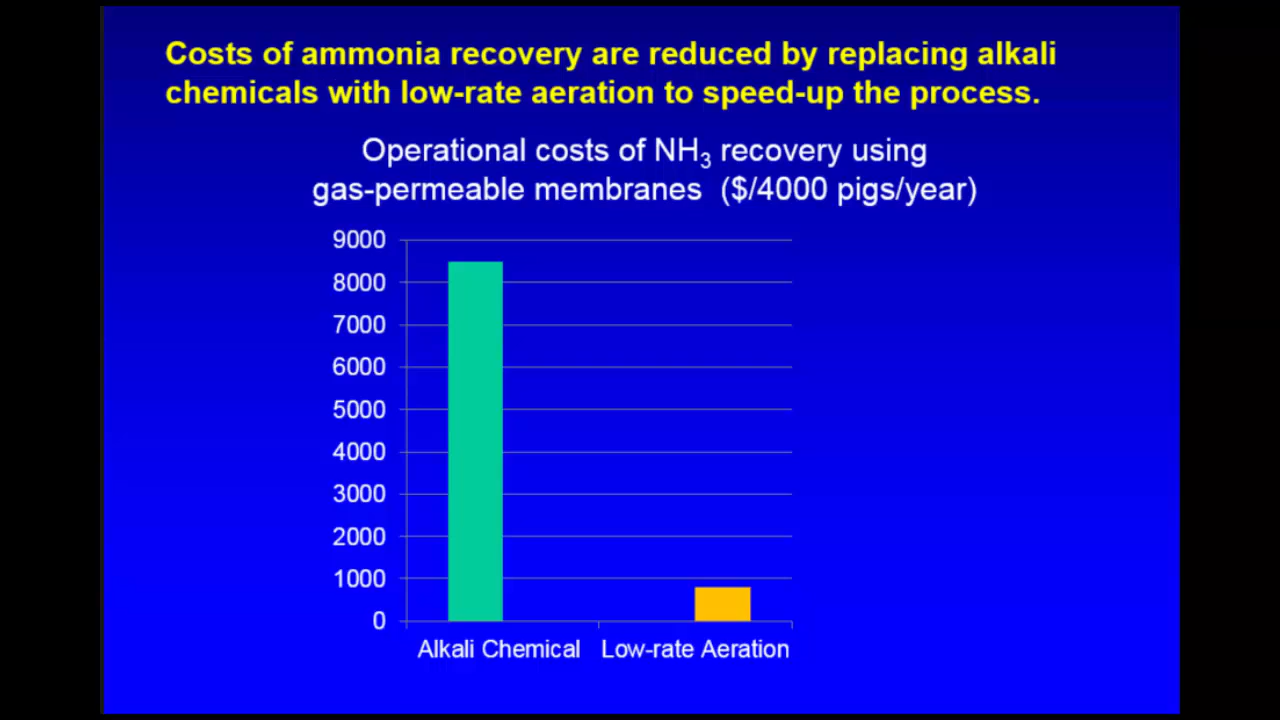 Costs of ammonia recovery are reduced by replacing alkali
chemicals with low-rate aeration to speed-up the process.
Operational costs of NH₃ recovery using
gas-permeable membranes ($/4000 pigs/year)
9000
8000
7000
6000
5000
4000
3000
2000
1000
0
Alkali Chemical Low-rate Aeration